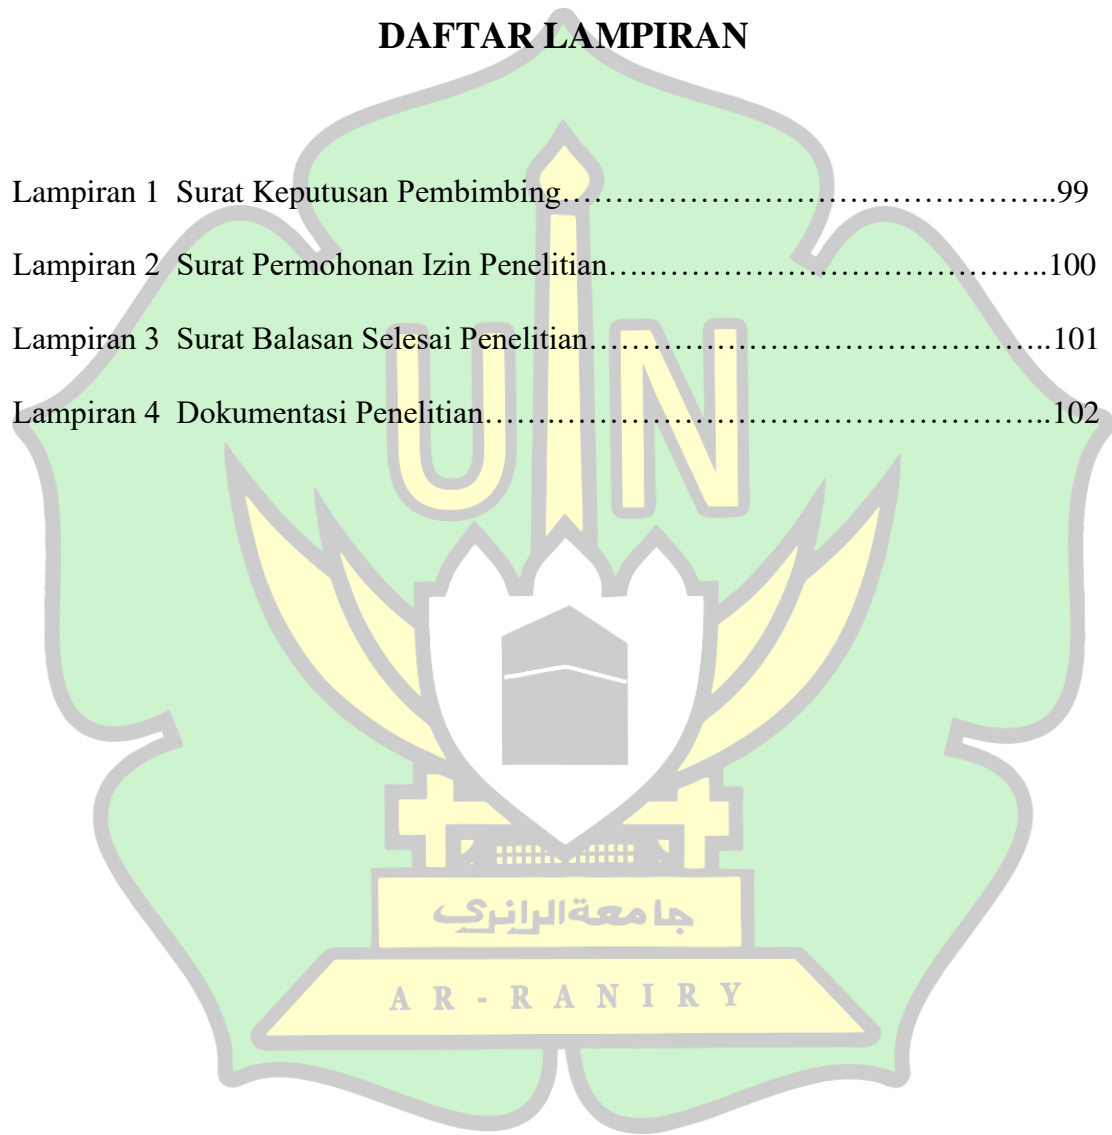 DAFTAR LAMPIRAN
Lampiran 1 Surat Keputusan Pembimbing…………………………………………..99
Lampiran 2 Surat Permohonan Izin Penelitian….…………………………………..100
Lampiran 3 Surat Balasan Selesai Penelitian……………………………………..101
Lampiran 4 Dokumentasi Penelitian…….………………………………………..102
UIN
جامعة الرانري
AR-RANIRY